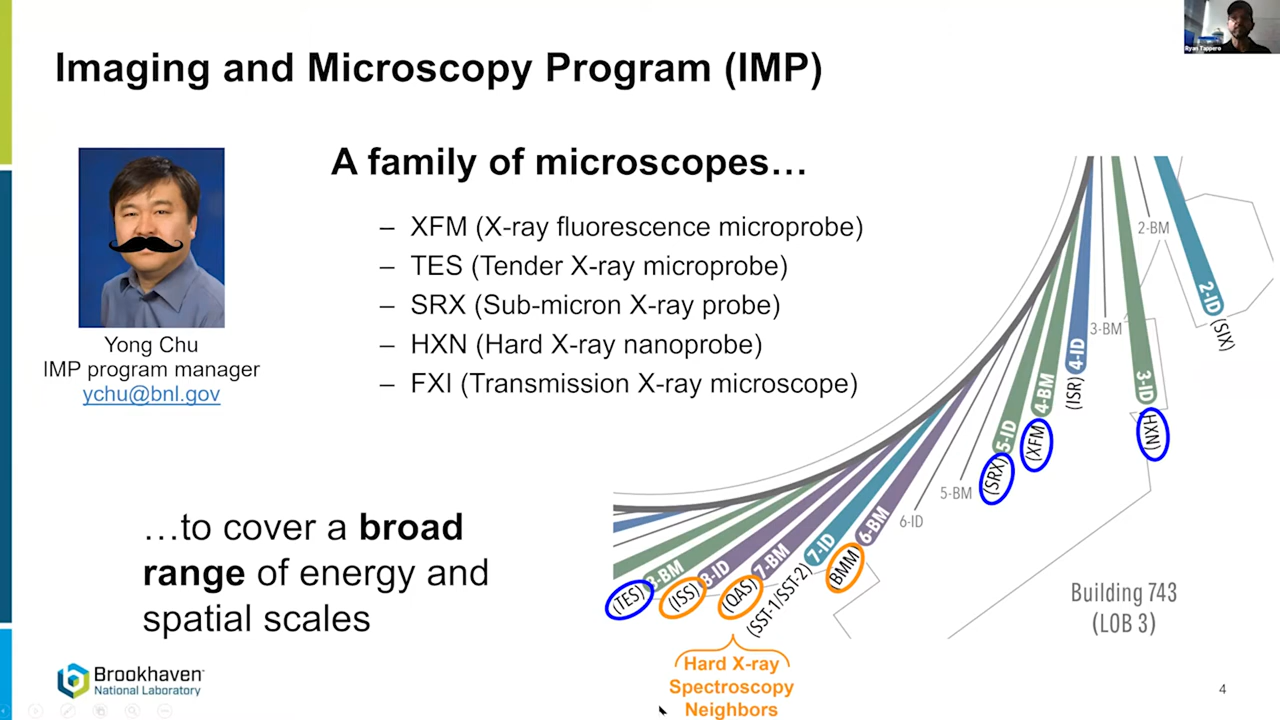 Ryan Tappero
Imaging and Microscopy Program (IMP)
A family of microscopes…
– XFM (X-ray fluorescence microprobe)
– TES (Tender X-ray microprobe)
– SRX (Sub-micron X-ray probe)
– HXN (Hard X-ray nanoprobe)
– FXI (Transmission X-ray microscope)
Yong Chu
IMP program manager
ychu@bnl.gov
…to cover a broad
range of energy and
spatial scales
2-BM
2-ID (SIX)
3-BM
3-ID (HXN)
4-ID (ISR)
4-BM (XFM)
5-ID (SRX)
5-BM
6-ID
6-BM (BMM)
7-ID (SST-1/SST-2)
7-BM (QAS)
8-ID (ISS)
8-BM (TES)
Building 743
(LOB 3)
Hard X-ray
Spectroscopy
Neighbors
Brookhaven
National Laboratory
4